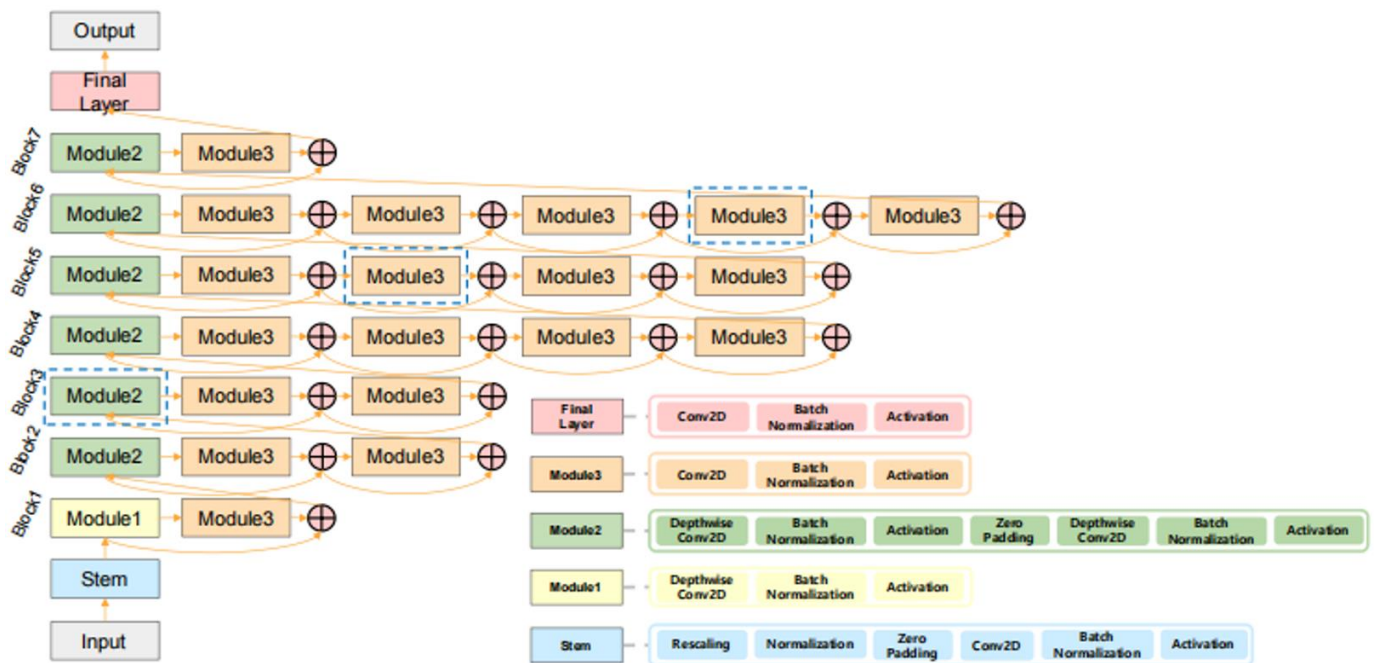 Output
Final
Layer
Block7
Module2
Module3
Block6
Module2
Module3
Module3
Module3
Module3
Module3
Block5
Module2
Module3
Module3
Module3
Module3
Block4
Module2
Module3
Module3
Module3
Module3
Block3
Module2
Module3
Module3
Block2
Module2
Module3
Module3
Block1
Module1
Module3
Stem
Input
Final
Layer
Conv2D
Batch
Normalization
Activation
Module3
Conv2D
Batch
Normalization
Activation
Module2
Depthwise
Conv2D
Batch
Normalization
Activation
Zero
Padding
Depthwise
Conv2D
Batch
Normalization
Activation
Module1
Depthwise
Conv2D
Batch
Normalization
Activation
Stem
Rescaling
Normalization
Zero
Padding
Conv2D
Batch
Normalization
Activation